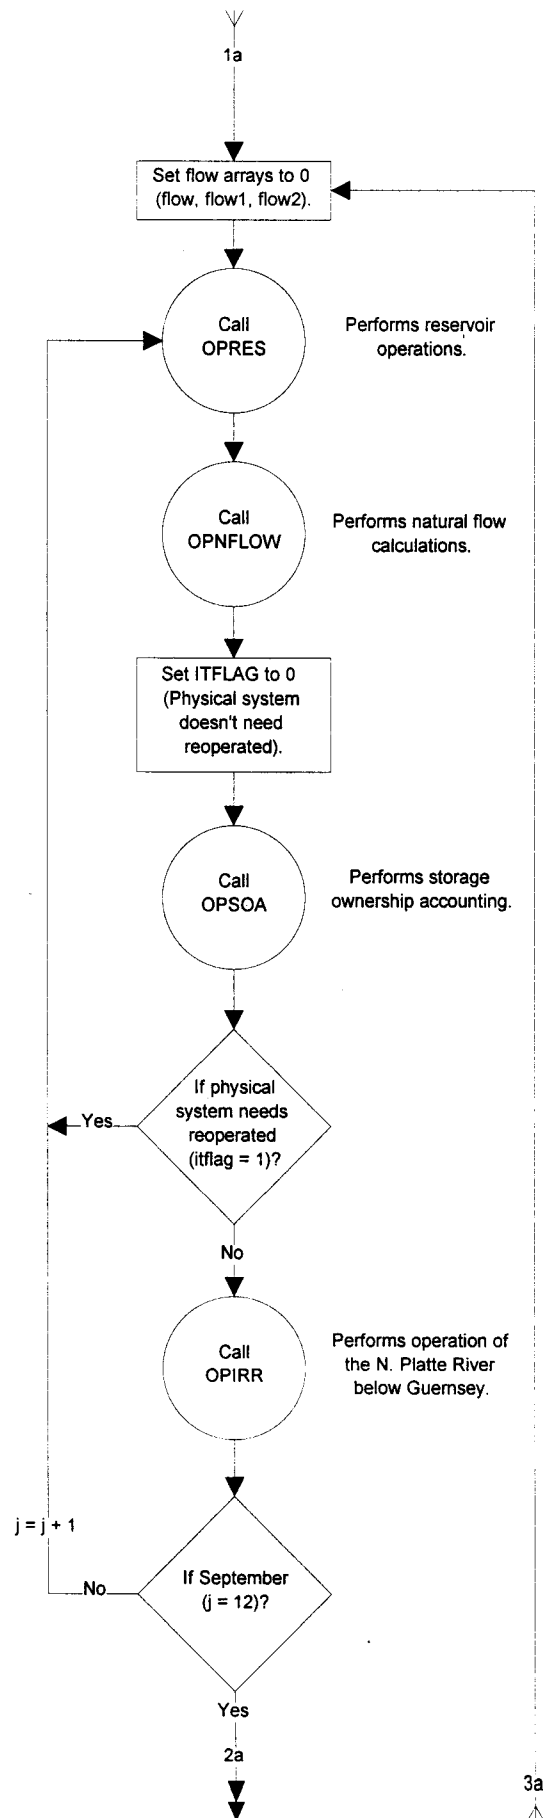 1a
Set flow arrays to 0
(flow, flow1, flow2).
Call
OPRES
Performs reservoir
operations.
Call
OPNFLOW
Performs natural flow
calculations.
Set ITFLAG to 0
(Physical system
doesn't need
reoperated).
Call
OPSOA
Performs storage
ownership accounting.
If physical
system needs
reoperated
(itflag = 1)?
Yes
No
Call
OPIRR
Performs operation of
the N. Platte River
below Guernsey.
j = j + 1
If September
(j = 12)?
No
Yes
2a
3a